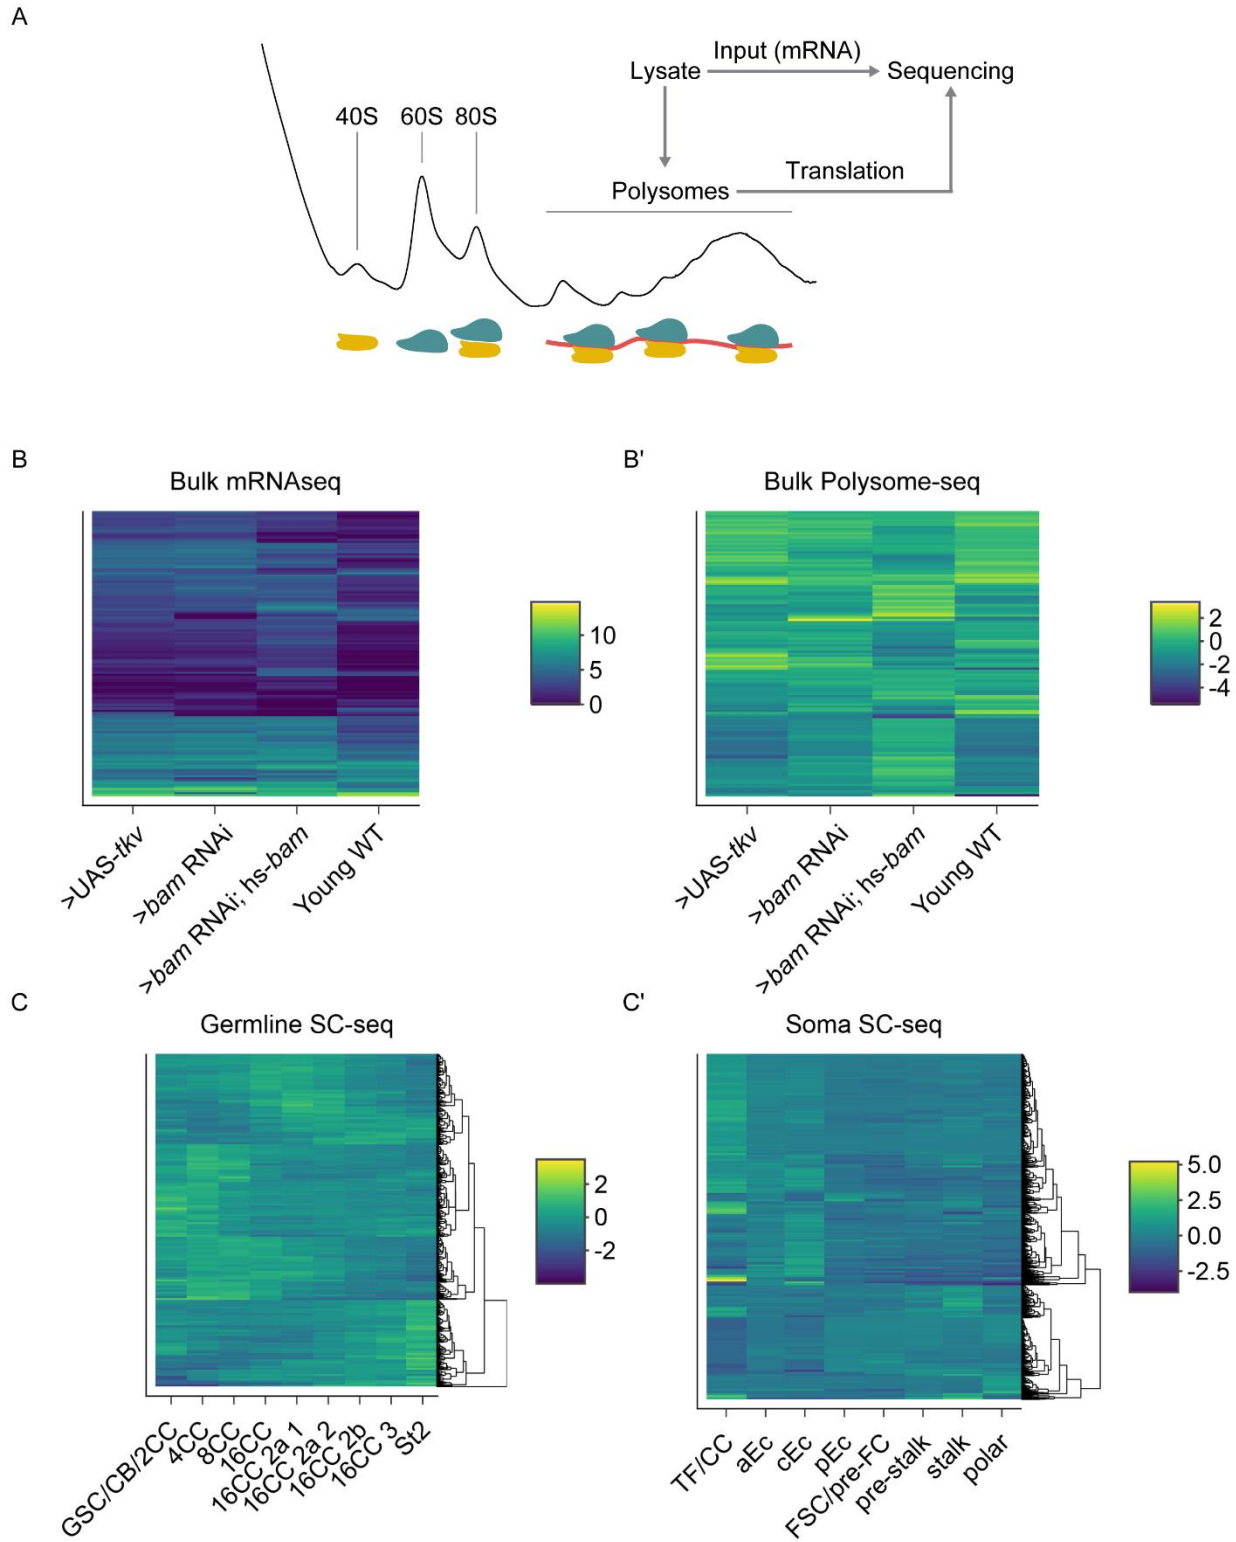 A
Input (mRNA)
Lysate
Sequencing
40S
60S
80S
Translation
Polysomes
B
Bulk mRNAseq
10
5
0
>UAS-tkv
>bam RNAi
>bam RNAi; hs-bam
Young WT
B'
Bulk Polysome-seq
2
0
-2
-4
>UAS-tkv
>bam RNAi
>bam RNAi; hs-bam
Young WT
C
Germline SC-seq
2
0
-2
GSC/CB/2CC
4CC
8CC
16CC
16CC 2a 1
16CC 2a 2
16CC 2b
16CC 3
St2
C'
Soma SC-seq
5.0
2.5
0.0
-2.5
TF/CC
aEc
cEc
pEc
FSC/pre-FC
pre-stalk
stalk
polar